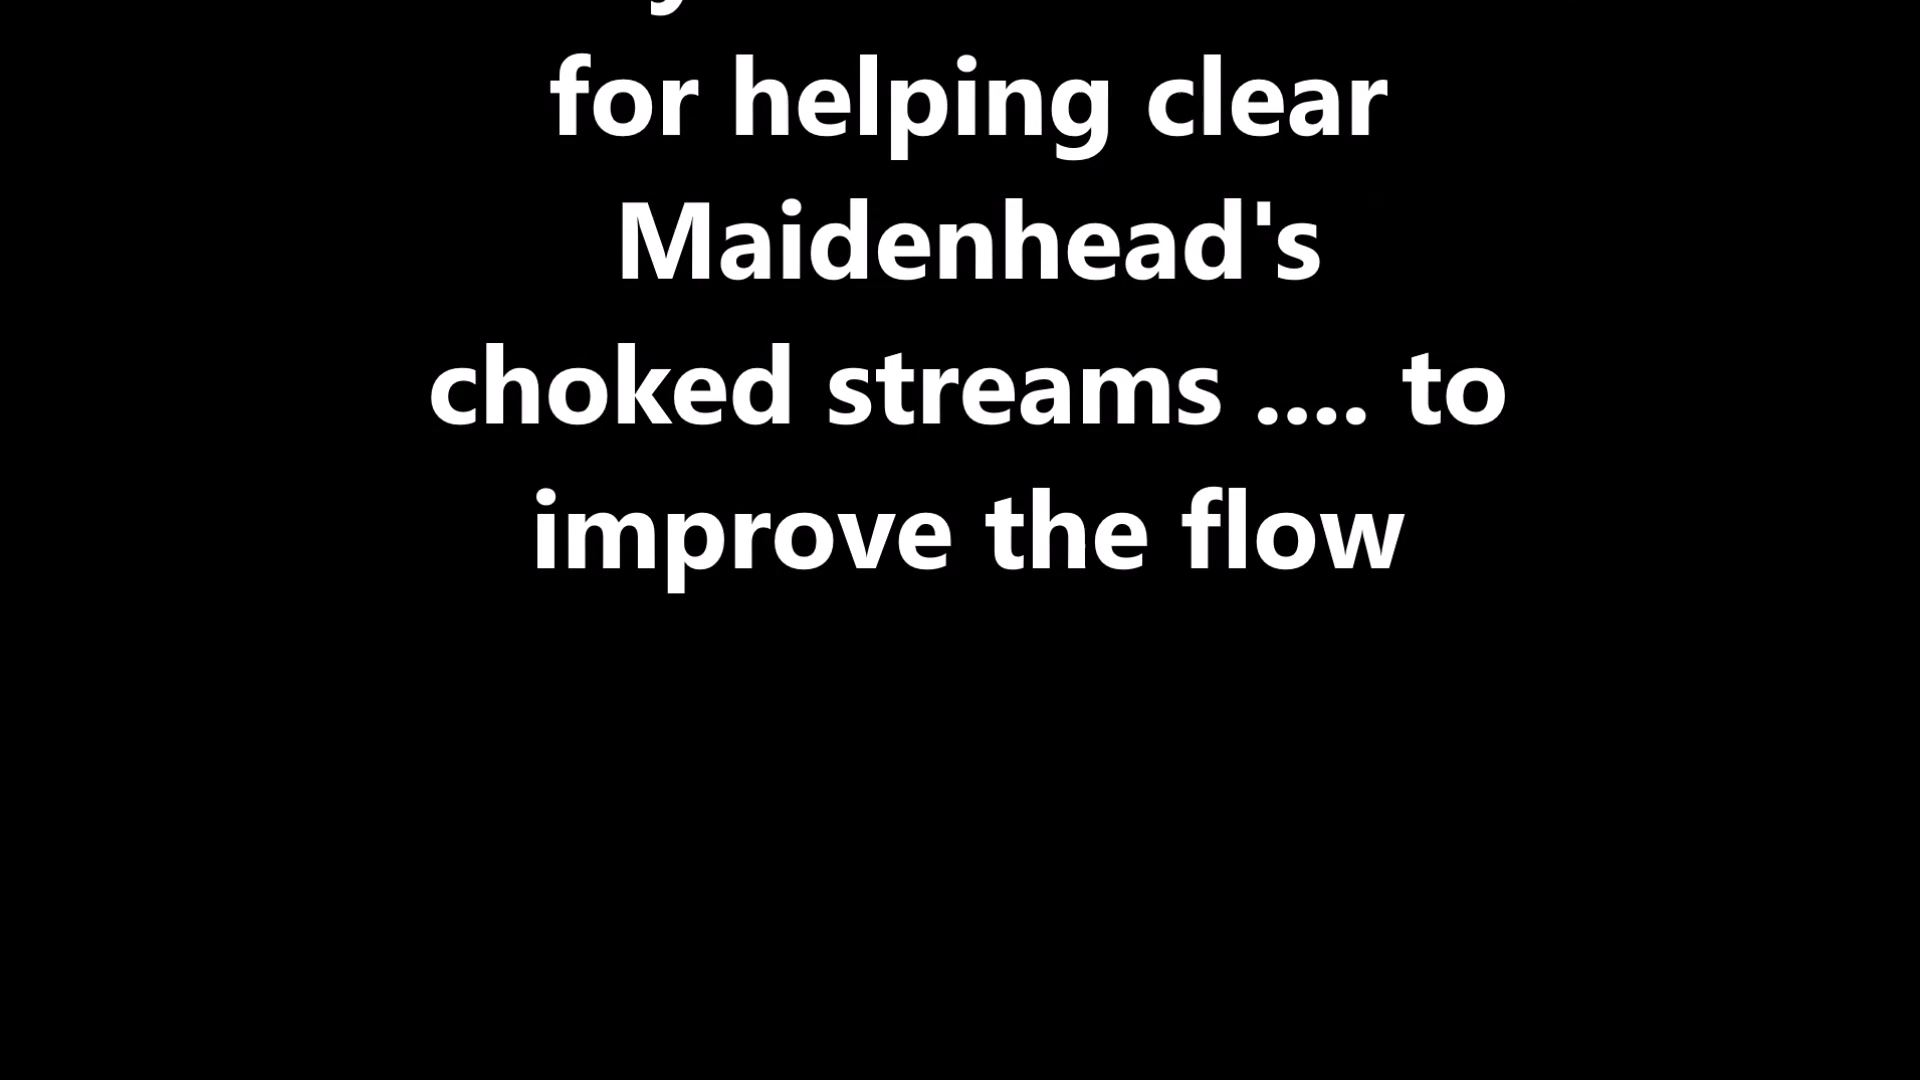 for helping clear
Maidenhead's
choked streams .... to
improve the flow